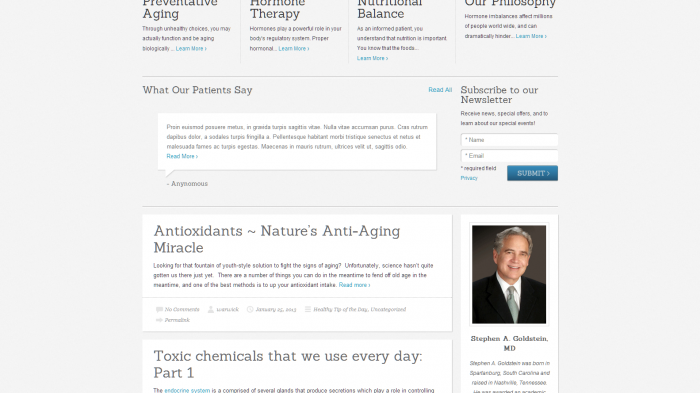 Preventative
Aging
Through unhealthy choices, you may
actually function and be aging
biologically ... Learn More ›
Hormone
Therapy
Hormones play a powerful role in your
body's regulatory system. Proper
hormonal... Learn More ›
Nutritional
Balance
As an informed patient, you
understand that nutrition is important.
You know that the foods...
Learn More ›
Our Philosophy
Hormone imbalances affect millions
of people world wide, and can
dramatically hinder... Learn More ›
What Our Patients Say
Read All
Proin euismod posuere metus, in graeda turpis sagittis vitae. Nulla vitae accumsan purus. Cras rutrum
dapibus dolor, a sodales turpis fringilla a. Pellentesque habitant morbi tristique senectus et netus et
malesuada fames ac turpis egestas. Maecenas in mauris rutrum, ultrices velit ut, sagittis odio.
Read More ›
- Anynomous
Subscribe to our
Newsletter
Receive news, special offers, and to
learn about our special events!
* Name
* Email
* required field
Privacy
SUBMIT ›
Antioxidants ~ Nature's Anti-Aging
Miracle
Looking for that fountain of youth-style solution to fight the signs of aging? Unfortunately, science hasn't quite
gotten us there just yet. There are a number of things you can do in the meantime to fend off old age in the
meantime, and one of the best methods is to up your antioxidant intake. Read more ›
No Comments
warwick
January 25, 2013
Healthy Tip of the Day, Uncategorized
Permalink
Stephen A. Goldstein,
MD
Stephen A. Goldstein was born in
Spartanburg, South Carolina and
raised in Nashville, Tennessee.
He was awarded an academic
Toxic chemicals that we use every day:
Part 1
The endocrine system is a comprised of several glands that produce secretions which play a role in controlling